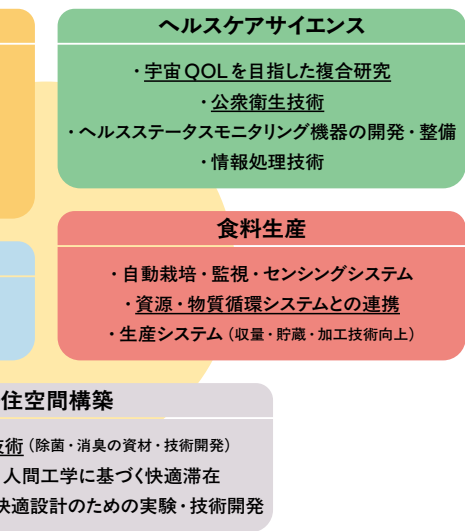 ヘルスケアサイエンス
・宇宙QOLを目指した複合研究
・公衆衛生技術
・ヘルスステータスモニタリング機器の開発・整備
・情報処理技術
食料生産
・自動栽培・監視・センシングシステム
・資源・物質循環システムとの連携
・生産システム（収量・貯蔵・加工技術向上）
住空間構築
技術（除菌・消臭の資材・技術開発）
人間工学に基づく快適滞在
快適設計のための実験・技術開発